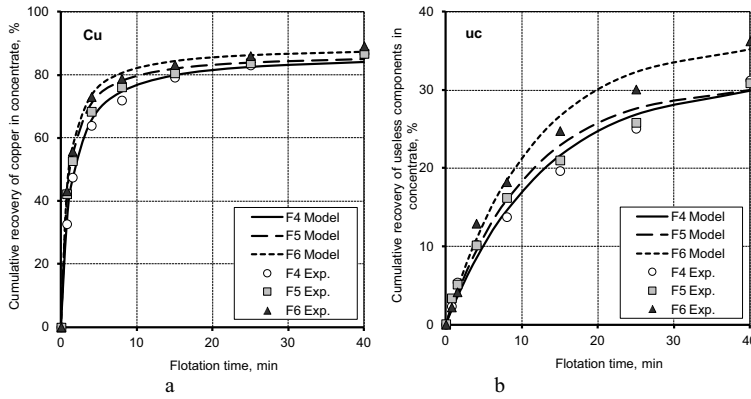 Cu
Cumulative recovery of copper in concentrate, %
100
80
60
40
20
0
0
10
20
30
40
Flotation time, min
F4 Model
F5 Model
F6 Model
F4 Exp.
F5 Exp.
F6 Exp.
a
uc
Cumulative recovery of useless components in
concentrate, %
40
30
20
10
0
0
10
20
30
40
Flotation time, min
F4 Model
F5 Model
F6 Model
F4 Exp.
F5 Exp.
F6 Exp.
b